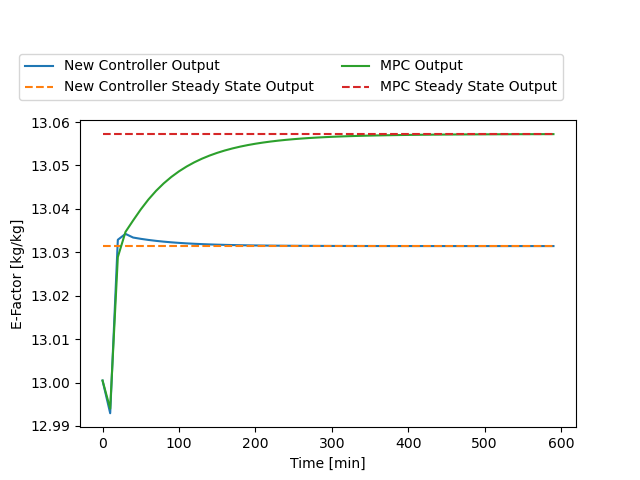 New Controller Output
New Controller Steady State Output
MPC Output
MPC Steady State Output
13.06
13.05
13.04
13.03
13.02
13.01
13.00
12.99
E-Factor [kg/kg]
0 100 200 300 400 500 600
Time [min]